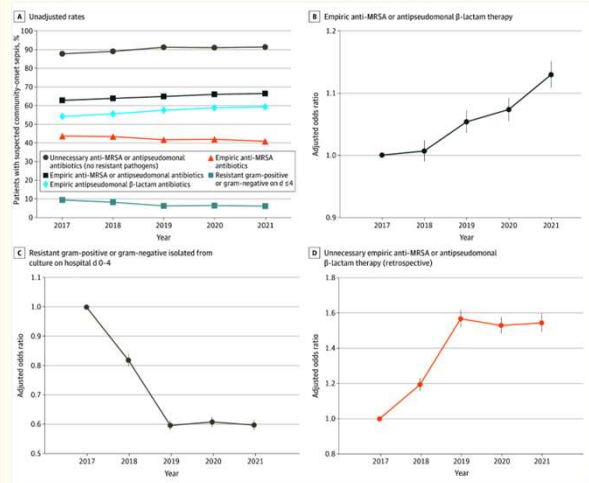 A Unadjusted rates
Patients with suspected community-onset sepsis, %
100
90
80
70
60
50
40
30
20
10
0
Unnecessary anti-MRSA or antipseudomonal
antibiotics (no resistant pathogens)
Empiric anti-MRSA or antipseudomonal antibiotics
Empiric antipseudomonal β-lactam antibiotics
Empiric anti-MRSA
antibiotics
Resistant gram-positive
or gram-negative on d ≤4
2017 2018 2019 2020 2021
Year
B Empiric anti-MRSA or antipseudomonal β-lactam therapy
Adjusted odds ratio
1.2
1.1
1.0
0.9
2017 2018 2019 2020 2021
Year
C Resistant gram-positive or gram-negative isolated from
culture on hospital d 0-4
Adjusted odds ratio
1.1
1.0
0.9
0.8
0.7
0.6
0.5
2017 2018 2019 2020 2021
Year
D Unnecessary empiric anti-MRSA or antipseudomonal
β-lactam therapy (retrospective)
Adjusted odds ratio
1.8
1.6
1.4
1.2
1.0
0.8
2017 2018 2019 2020 2021
Year